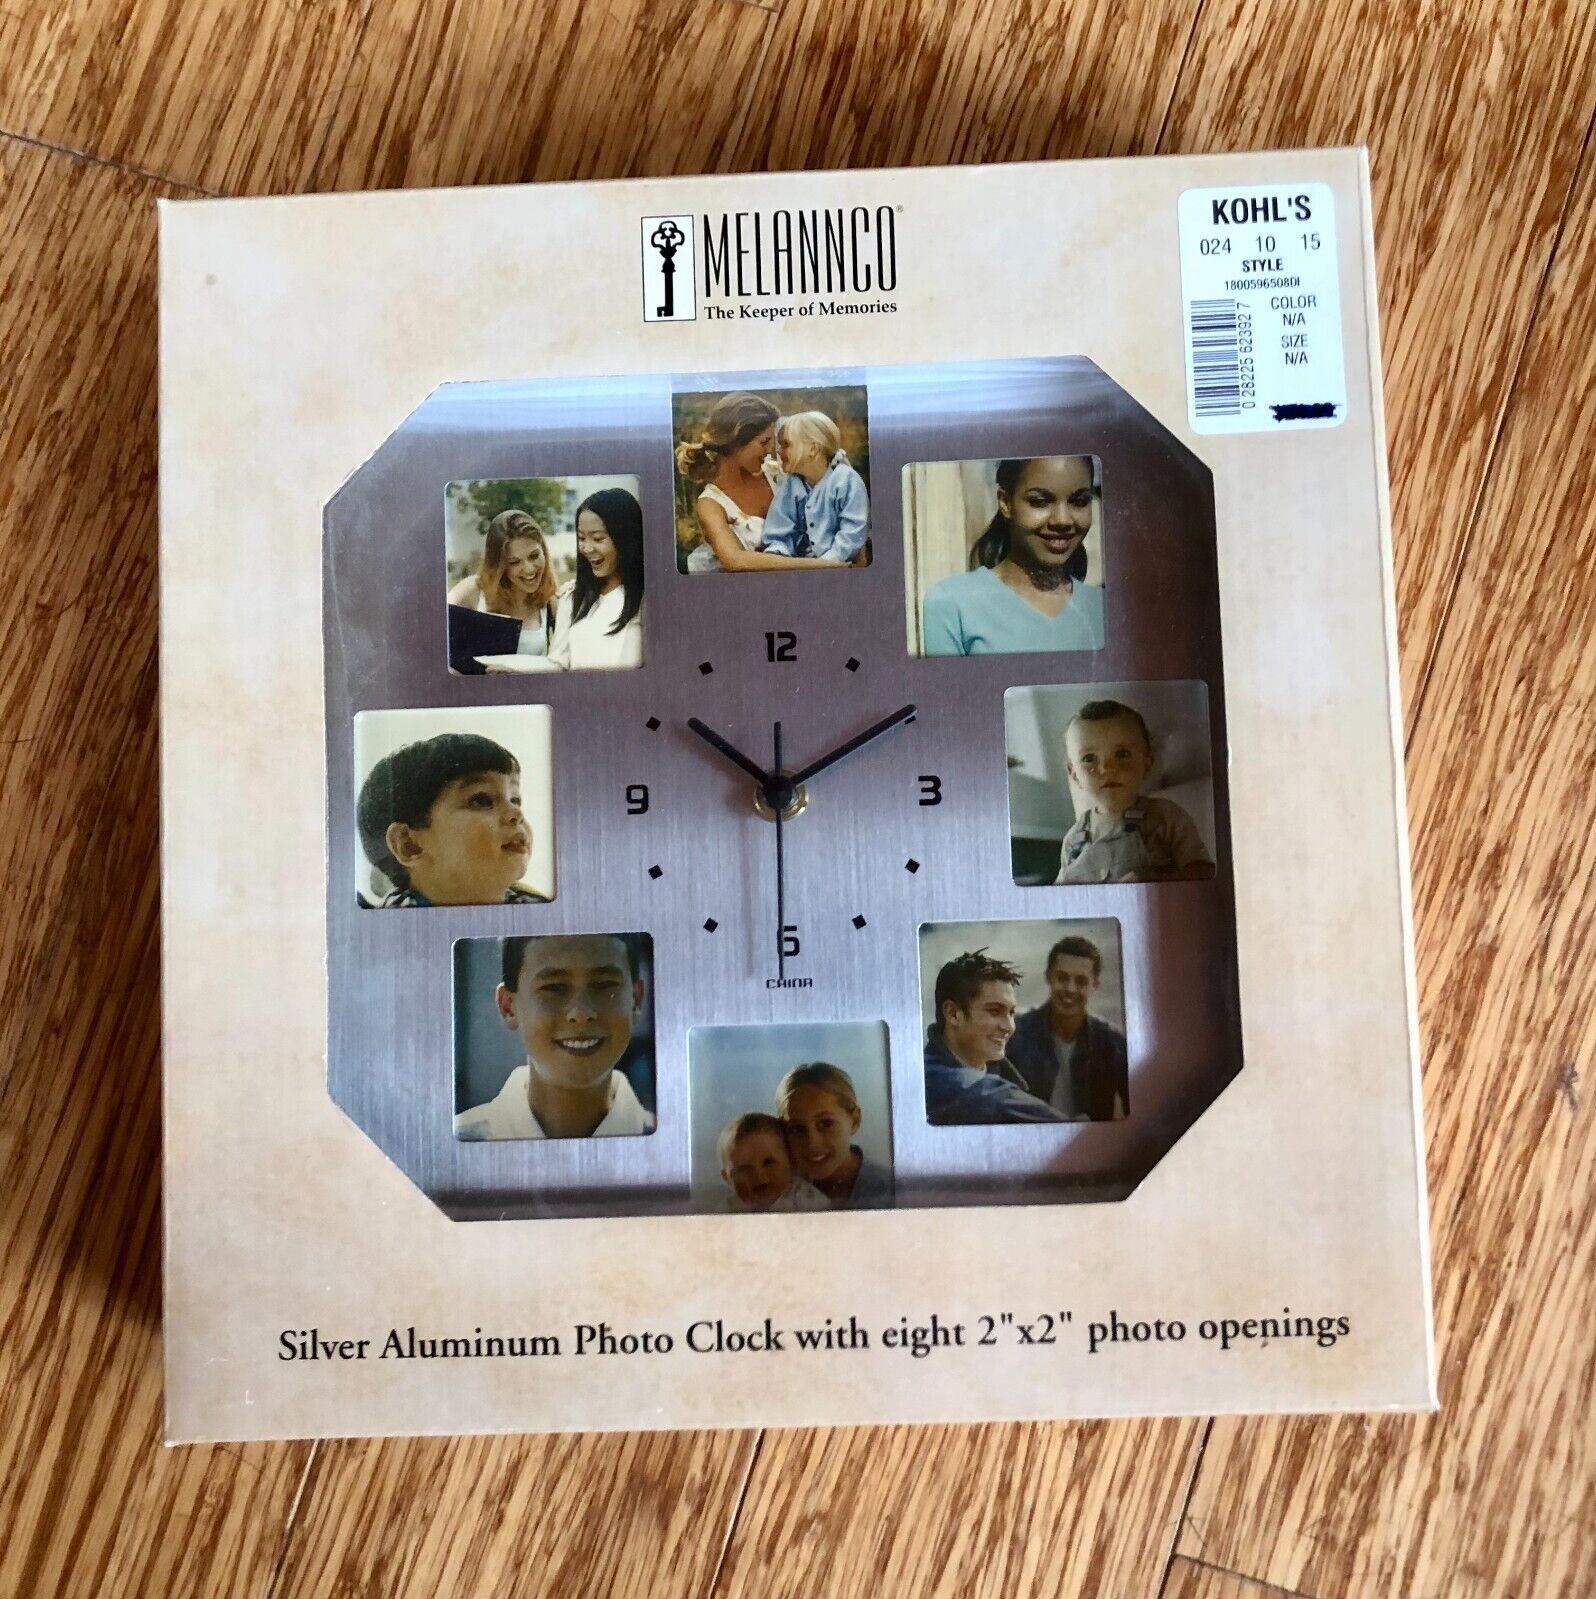 MELANNCO®
The Keeper of Memories
KOHL'S
024 10 15
STYLE
1800596508DI
COLOR
N/A
SIZE
N/A
0 28225 62392 7
12
9
3
6
CHINA
Silver Aluminum Photo Clock with eight 2"x2" photo openings